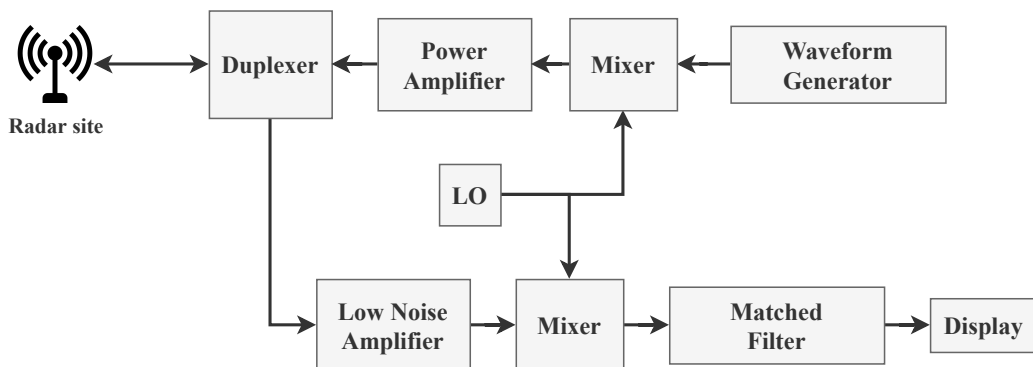 Radar site
Duplexer
Power
Amplifier
Mixer
Waveform
Generator
LO
Low Noise
Amplifier
Mixer
Matched
Filter
Display